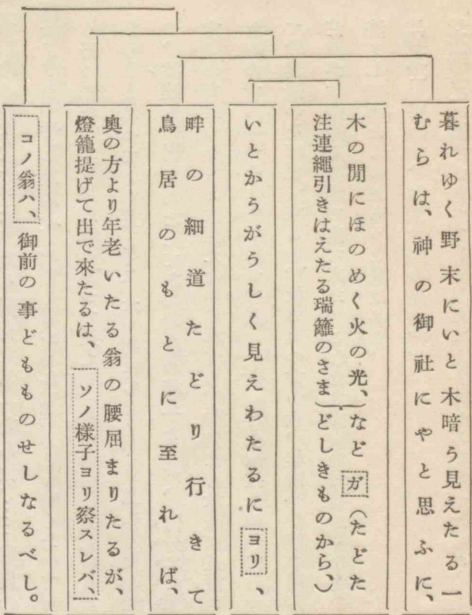 暮れゆく野末にいと木暗う見えたる一
むらは、神の御社にやと思ふに、
木の間にほのめく火の光、}などガ(たどた
注連繩引きはえたる瑞籬のさま}どしきものから、)
いとかうがうしく見えわたるにヨリ、
畔の細道たどり行きて
鳥居のもとに至れば、
奥の方より年老いたる翁の腰屈まりたるが、
燈籠提げて出で來たるは、ソノ樣子ヨリ察スレバ、
コノ翁ハ、御前の事どもものせしなるべし。